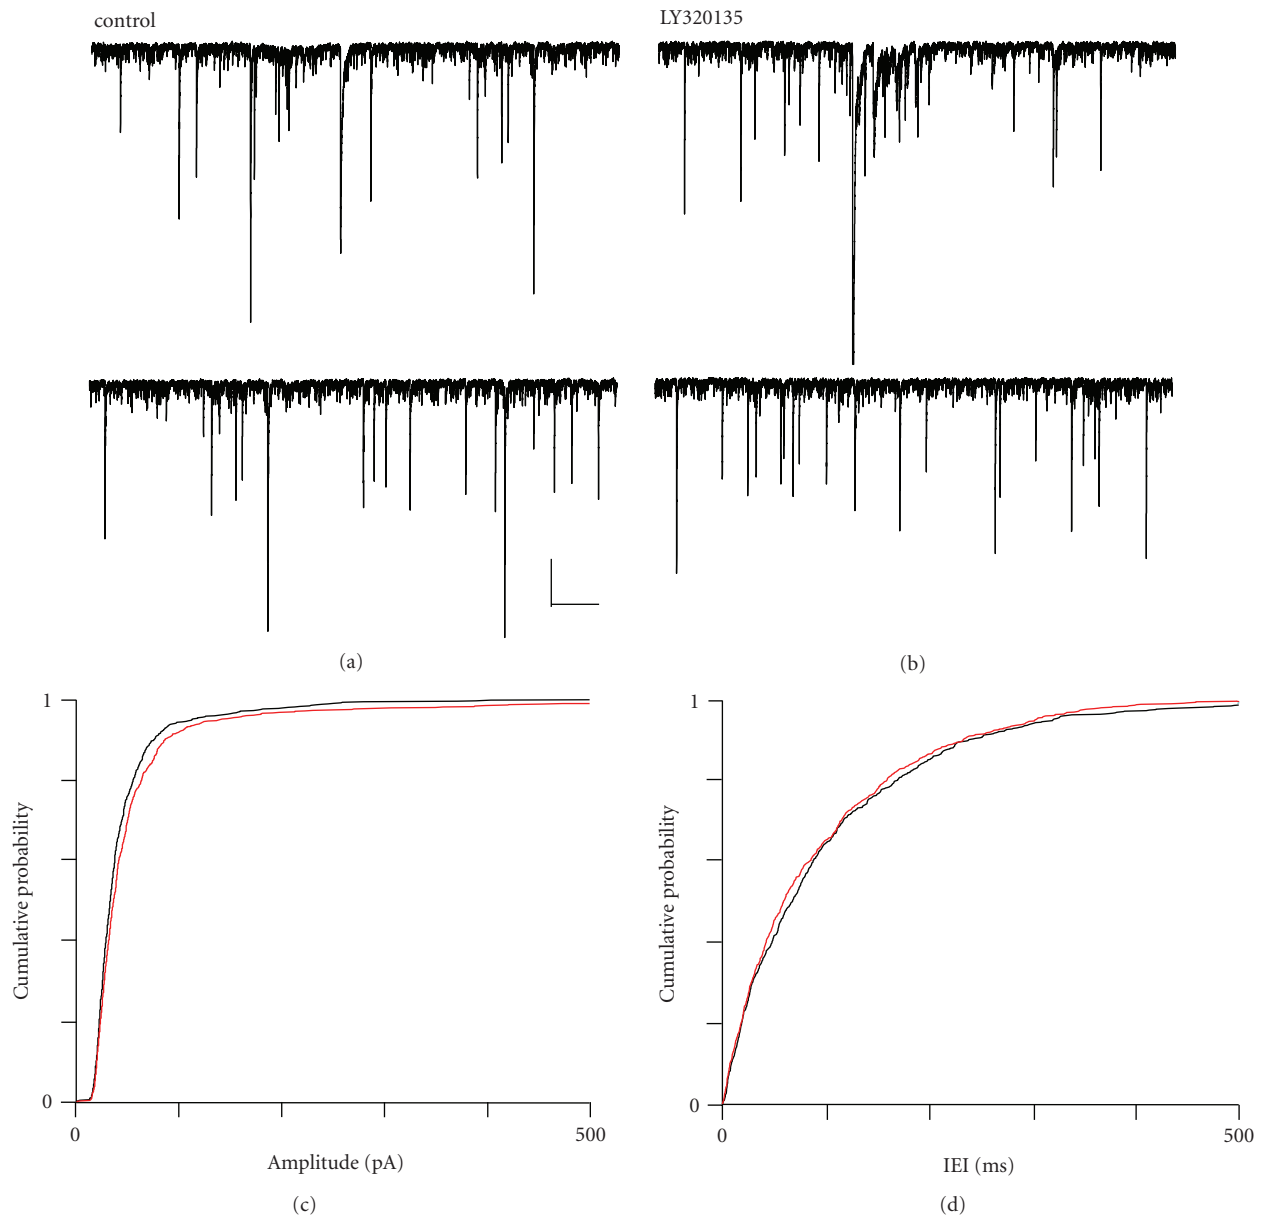 control
LY320135
(a)
(b)
1
Cumulative probability
0
0
500
Amplitude (pA)
(c)
1
Cumulative probability
0
0
500
IEI (ms)
(d)